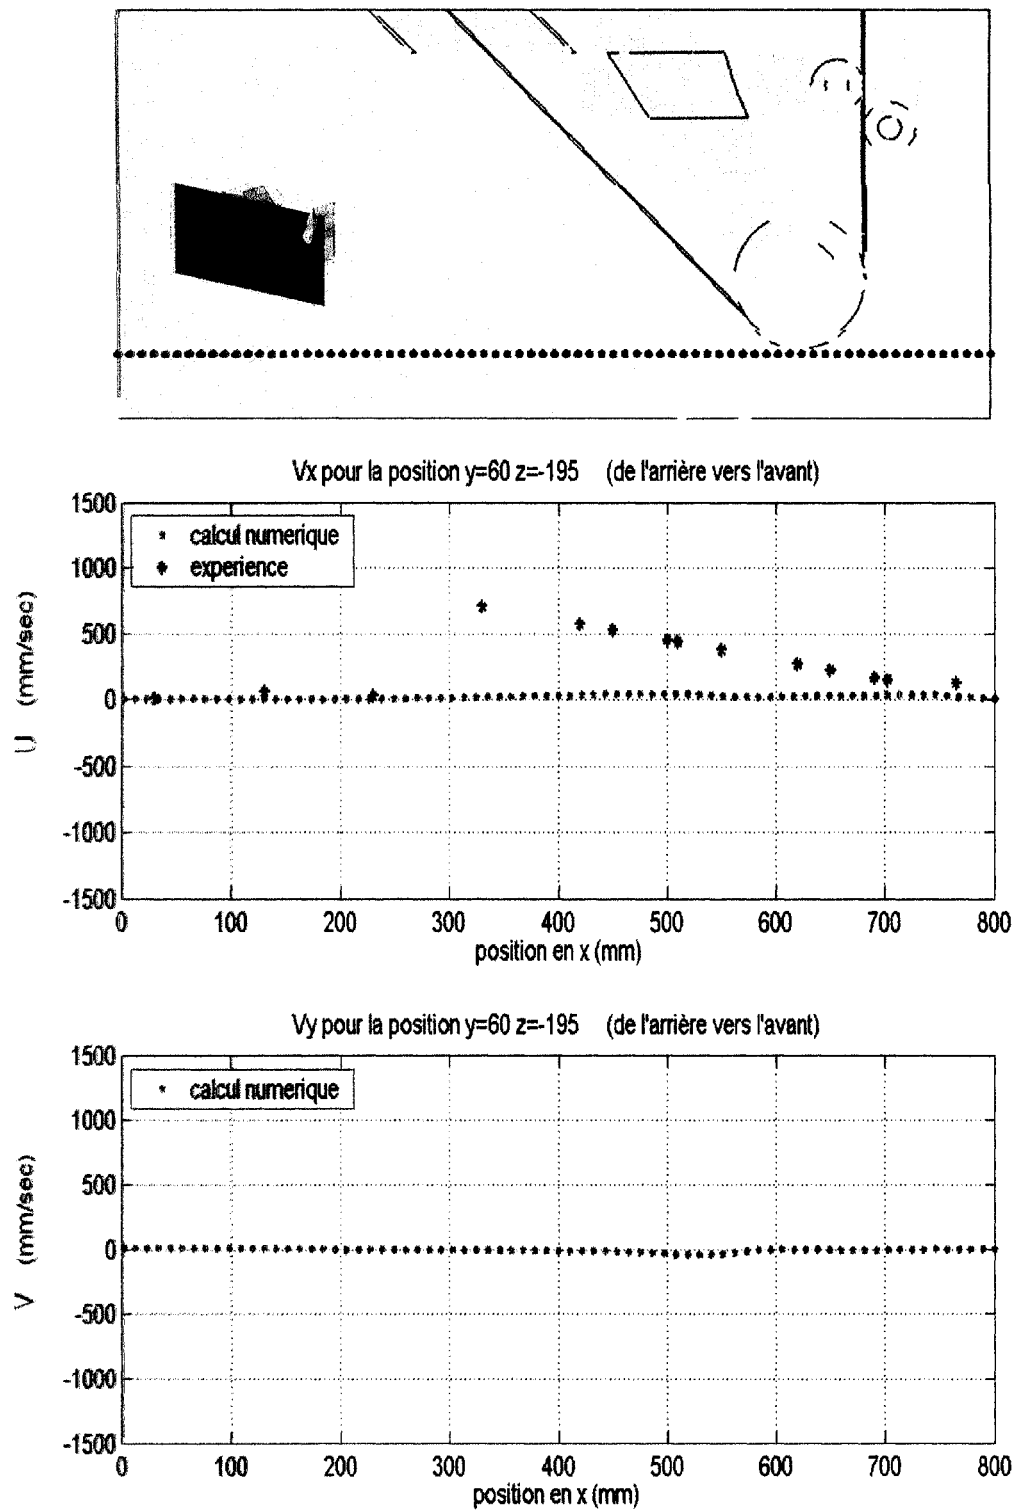 Vx pour la position y=60 z=-195 (de l'arrière vers l'avant)
1500
calcul numerique
experience
1000
500
0
-500
-1000
-1500
U (mm/sec)
0 100 200 300 400 500 600 700 800
position en x (mm)
Vy pour la position y=60 z=-195 (de l'arrière vers l'avant)
1500
calcul numerique
1000
500
0
-500
-1000
-1500
V (mm/sec)
0 100 200 300 400 500 600 700 800
position en x (mm)